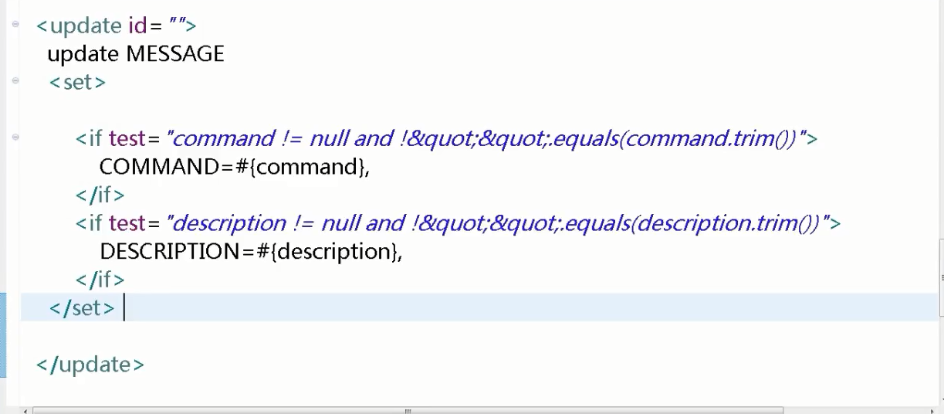 <update id="">
update MESSAGE
<set>
<if test="command != null and !&quot;&quot;.equals(command.trim())">
COMMAND=#{command},
</if>
<if test="description != null and !&quot;&quot;.equals(description.trim())">
DESCRIPTION=#{description},
</if>
</set>
</update>